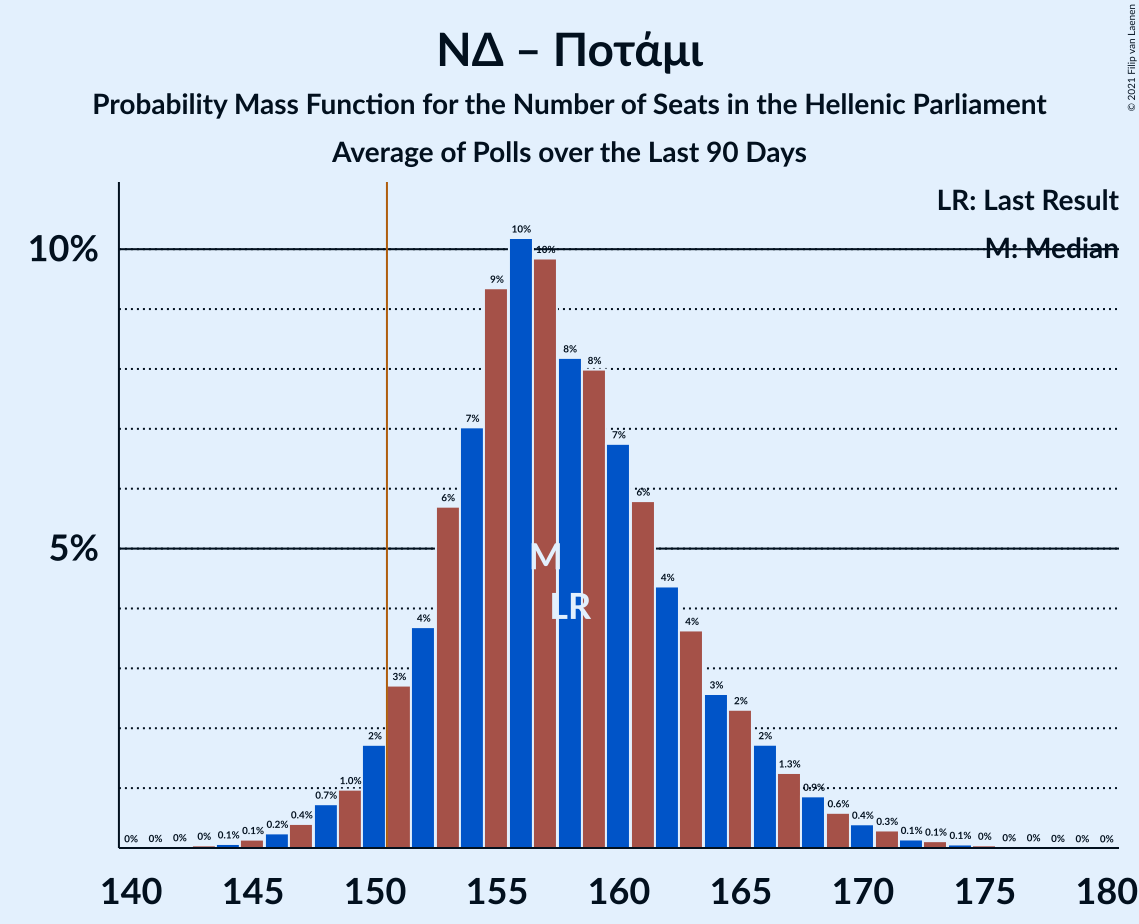 ΝΔ – Ποτάμι
Probability Mass Function for the Number of Seats in the Hellenic Parliament
Average of Polls over the Last 90 Days
© 2021 Filip van Laenen
LR: Last Result
M: Median
10%
5%
0% 0% 0% 0% 0.1% 0.1% 0.2% 0.4% 0.7% 1.0% 2% 3% 4% 6% 7% 9% 10% 10% 8% 8% 7% 6% 4% 4% 3% 2% 2% 1.3% 0.9% 0.6% 0.4% 0.3% 0.1% 0.1% 0.1% 0% 0% 0% 0% 0% 0%
M
LR
140 145 150 155 160 165 170 175 180